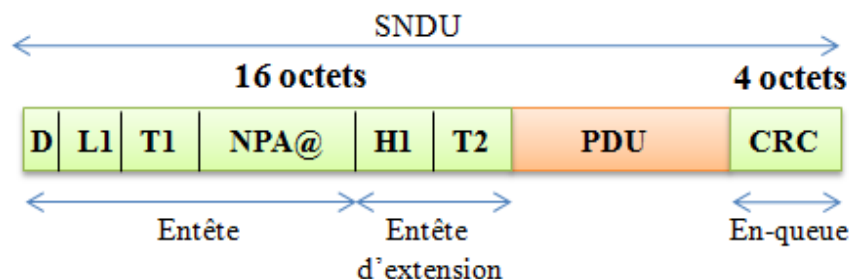 SNDU
16 octets 4 octets
D L1 T1 NPA@ H1 T2 PDU CRC
Entête Entête En-queue
d'extension